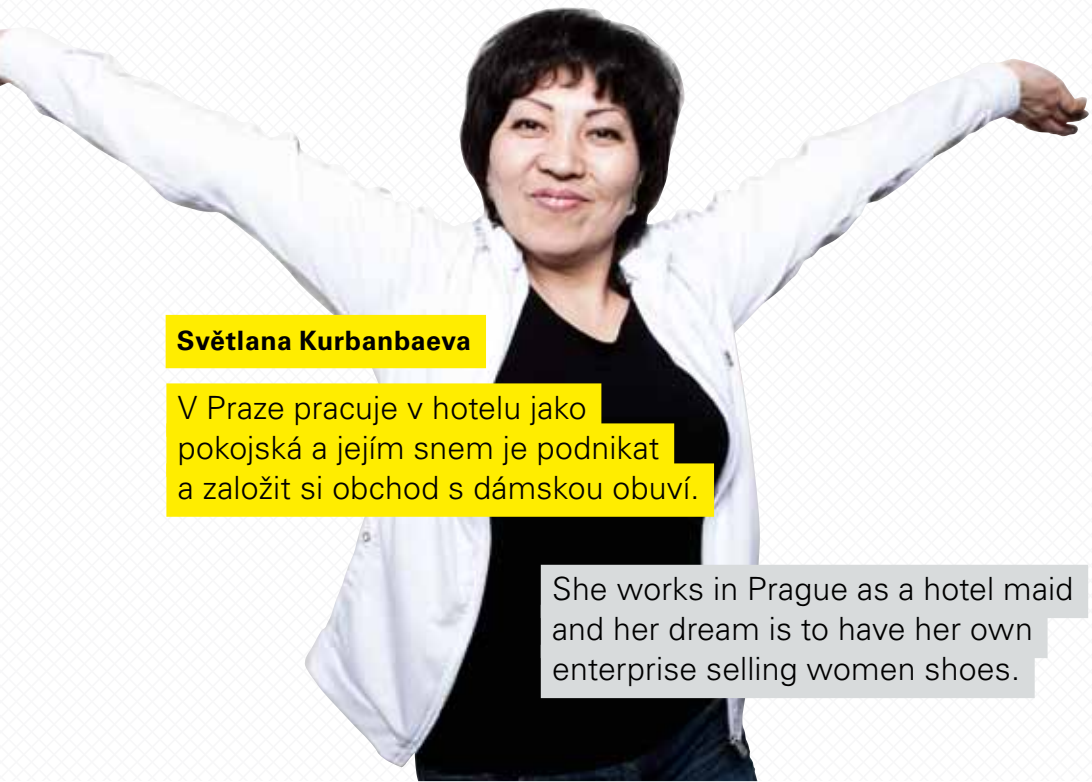 Světlana Kurbanbaeva
V Praze pracuje v hotelu jako
pokojská a jejím snem je podnikat
a založit si obchod s dámskou obuví.
She works in Prague as a hotel maid
and her dream is to have her own
enterprise selling women shoes.